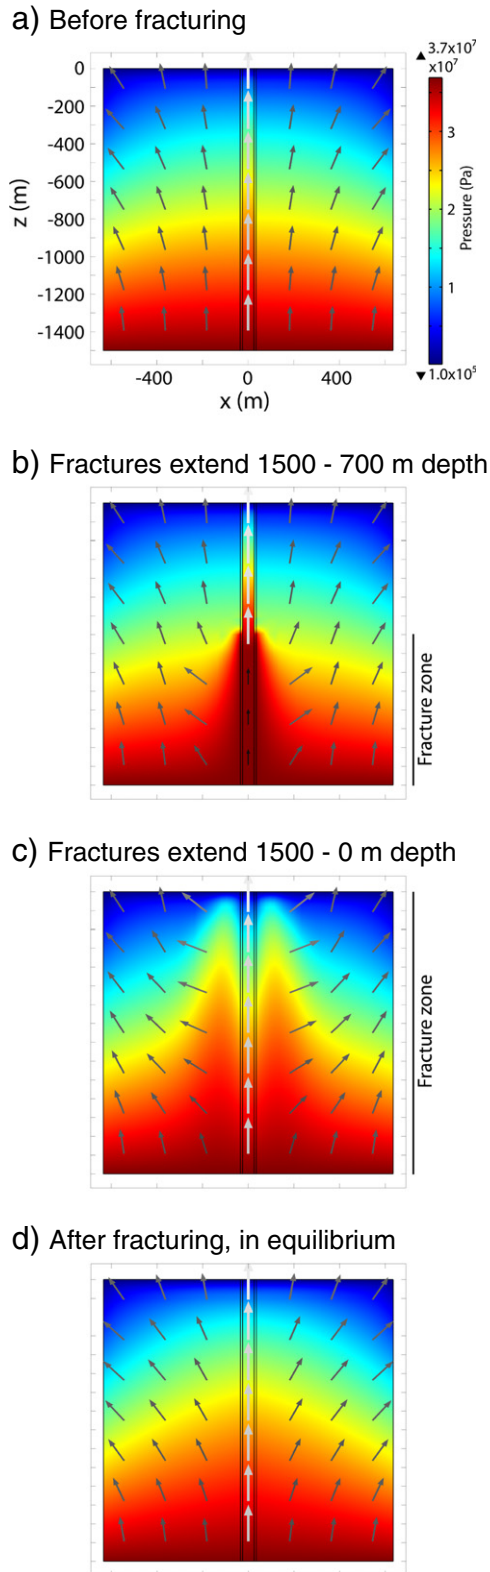 a) Before fracturing
3.7x10⁷
x10⁷
0
-200
-400
-600
-800
-1000
-1200
-1400
z (m)
3
2
1
Pressure (Pa)
1.0x10⁵
-400 0 400
x (m)
b) Fractures extend 1500 - 700 m depth
Fracture zone
c) Fractures extend 1500 - 0 m depth
Fracture zone
d) After fracturing, in equilibrium